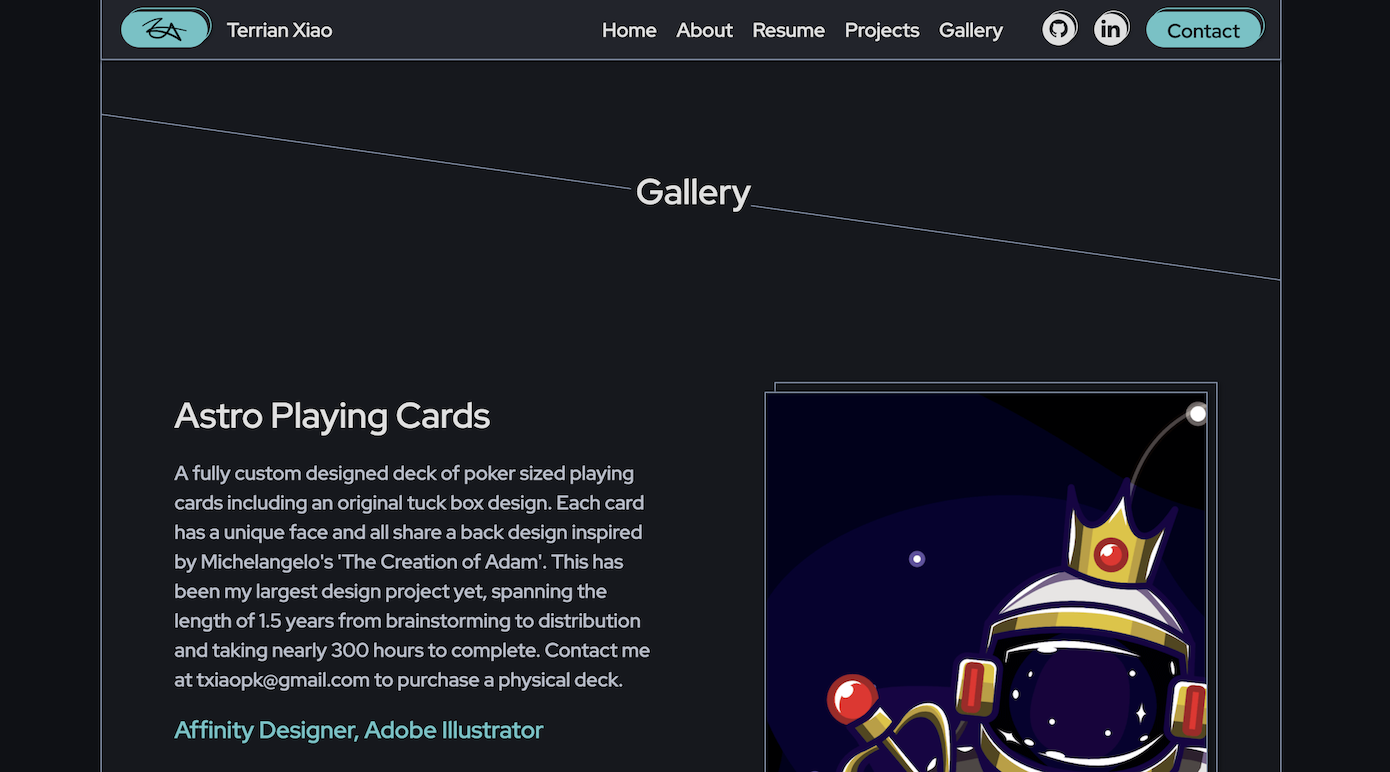 Terrian Xiao
Home About Resume Projects Gallery in Contact
Gallery
Astro Playing Cards
A fully custom designed deck of poker sized playing
cards including an original tuck box design. Each card
has a unique face and all share a back design inspired
by Michelangelo's 'The Creation of Adam'. This has
been my largest design project yet, spanning the
length of 1.5 years from brainstorming to distribution
and taking nearly 300 hours to complete. Contact me
at txiaopk@gmail.com to purchase a physical deck.
Affinity Designer, Adobe Illustrator